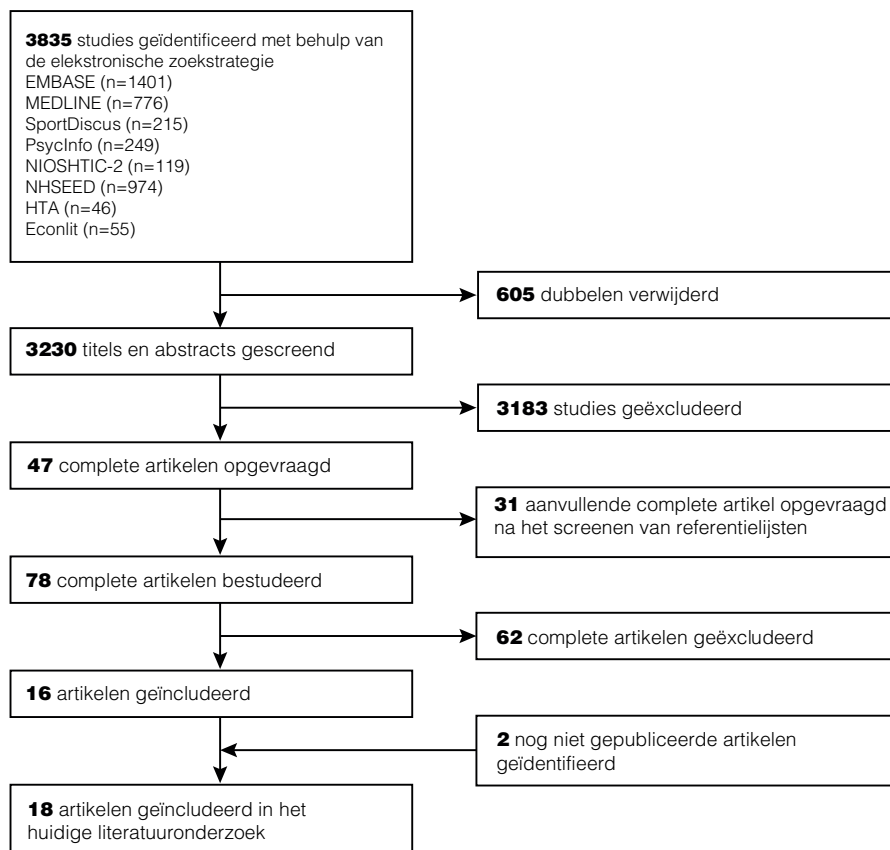 3835 studies geïdentificeerd met behulp van
de elekstronische zoekstrategie
EMBASE (n=1401)
MEDLINE (n=776)
SportDiscus (n=215)
PsycInfo (n=249)
NIOSHTIC-2 (n=119)
NHSEED (n=974)
HTA (n=46)
Econlit (n=55)
605 dubbelen verwijderd
3230 titels en abstracts gescreend
3183 studies geëxcludeerd
47 complete artikelen opgevraagd
31 aanvullende complete artikel opgevraagd
na het screenen van referentielijsten
78 complete artikelen bestudeerd
62 complete artikelen geëxcludeerd
16 artikelen geïncludeerd
2 nog niet gepubliceerde artikelen
geïdentifieerd
18 artikelen geïncludeerd in het
huidige literatuuronderzoek